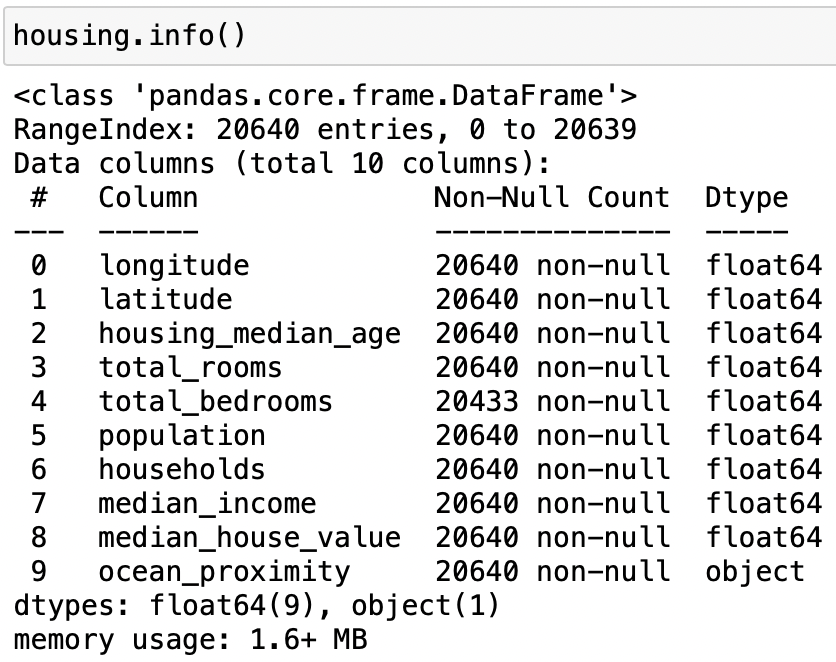 housing.info()
<class 'pandas.core.frame.DataFrame'>
RangeIndex: 20640 entries, 0 to 20639
Data columns (total 10 columns):
 #   Column              Non-Null Count  Dtype
---  ------              --------------  -----
 0   longitude           20640 non-null  float64
 1   latitude            20640 non-null  float64
 2   housing_median_age  20640 non-null  float64
 3   total_rooms         20640 non-null  float64
 4   total_bedrooms      20433 non-null  float64
 5   population          20640 non-null  float64
 6   households          20640 non-null  float64
 7   median_income       20640 non-null  float64
 8   median_house_value  20640 non-null  float64
 9   ocean_proximity     20640 non-null  object
dtypes: float64(9), object(1)
memory usage: 1.6+ MB